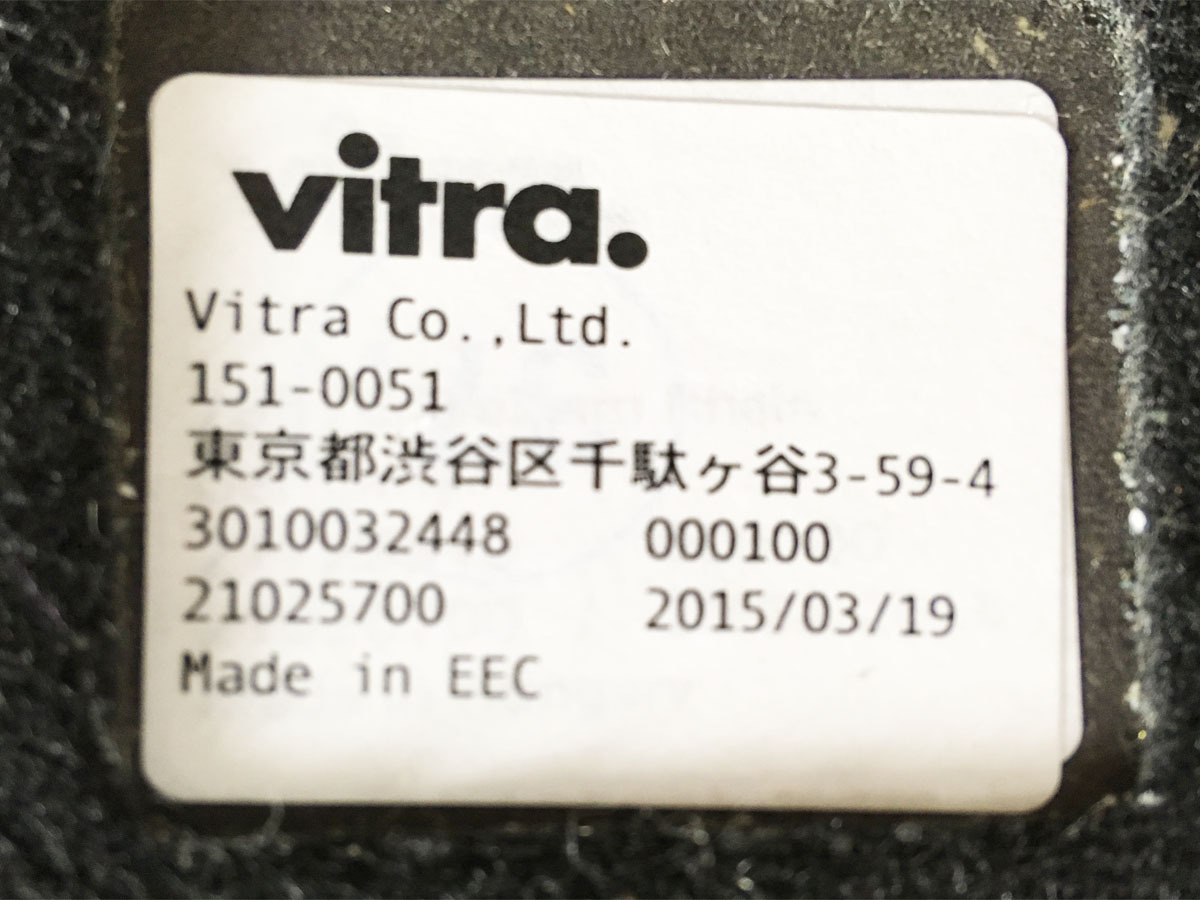 vitra.
Vitra Co.,Ltd.
151-0051
東京都渋谷区千駄ヶ谷3-59-4
3010032448 000100
21025700 2015/03/19
Made in EEC